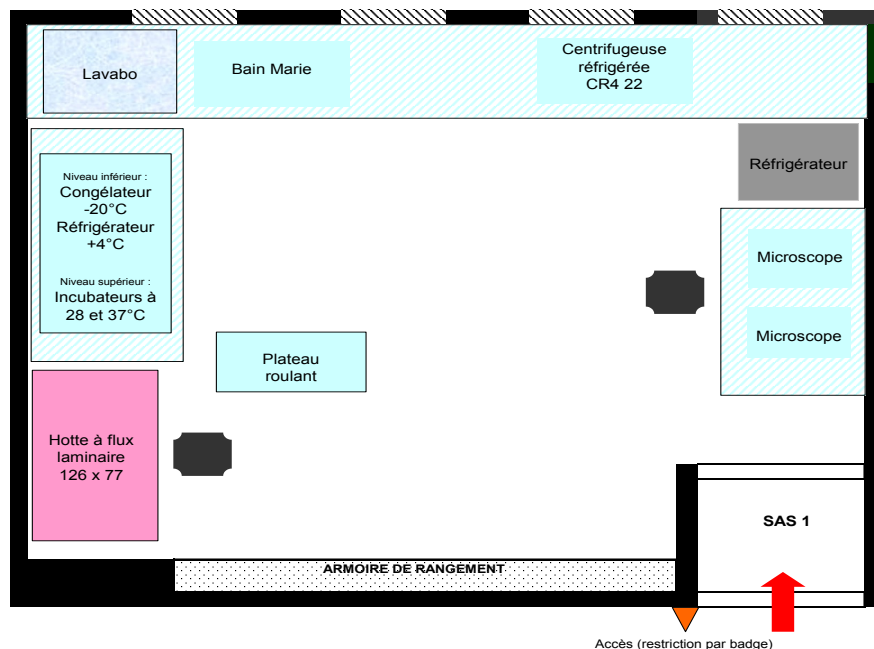 Lavabo
Bain Marie
Centrifugeuse
réfrigérée
CR4 22
Réfrigérateur
Niveau inférieur :
Congélateur
-20°C
Réfrigérateur
+4°C
Niveau supérieur :
Incubateurs à
28 et 37°C
Microscope
Microscope
Plateau
roulant
Hotte à flux
laminaire
126 x 77
SAS 1
ARMOIRE DE RANGEMENT
Accès (restriction par badge)